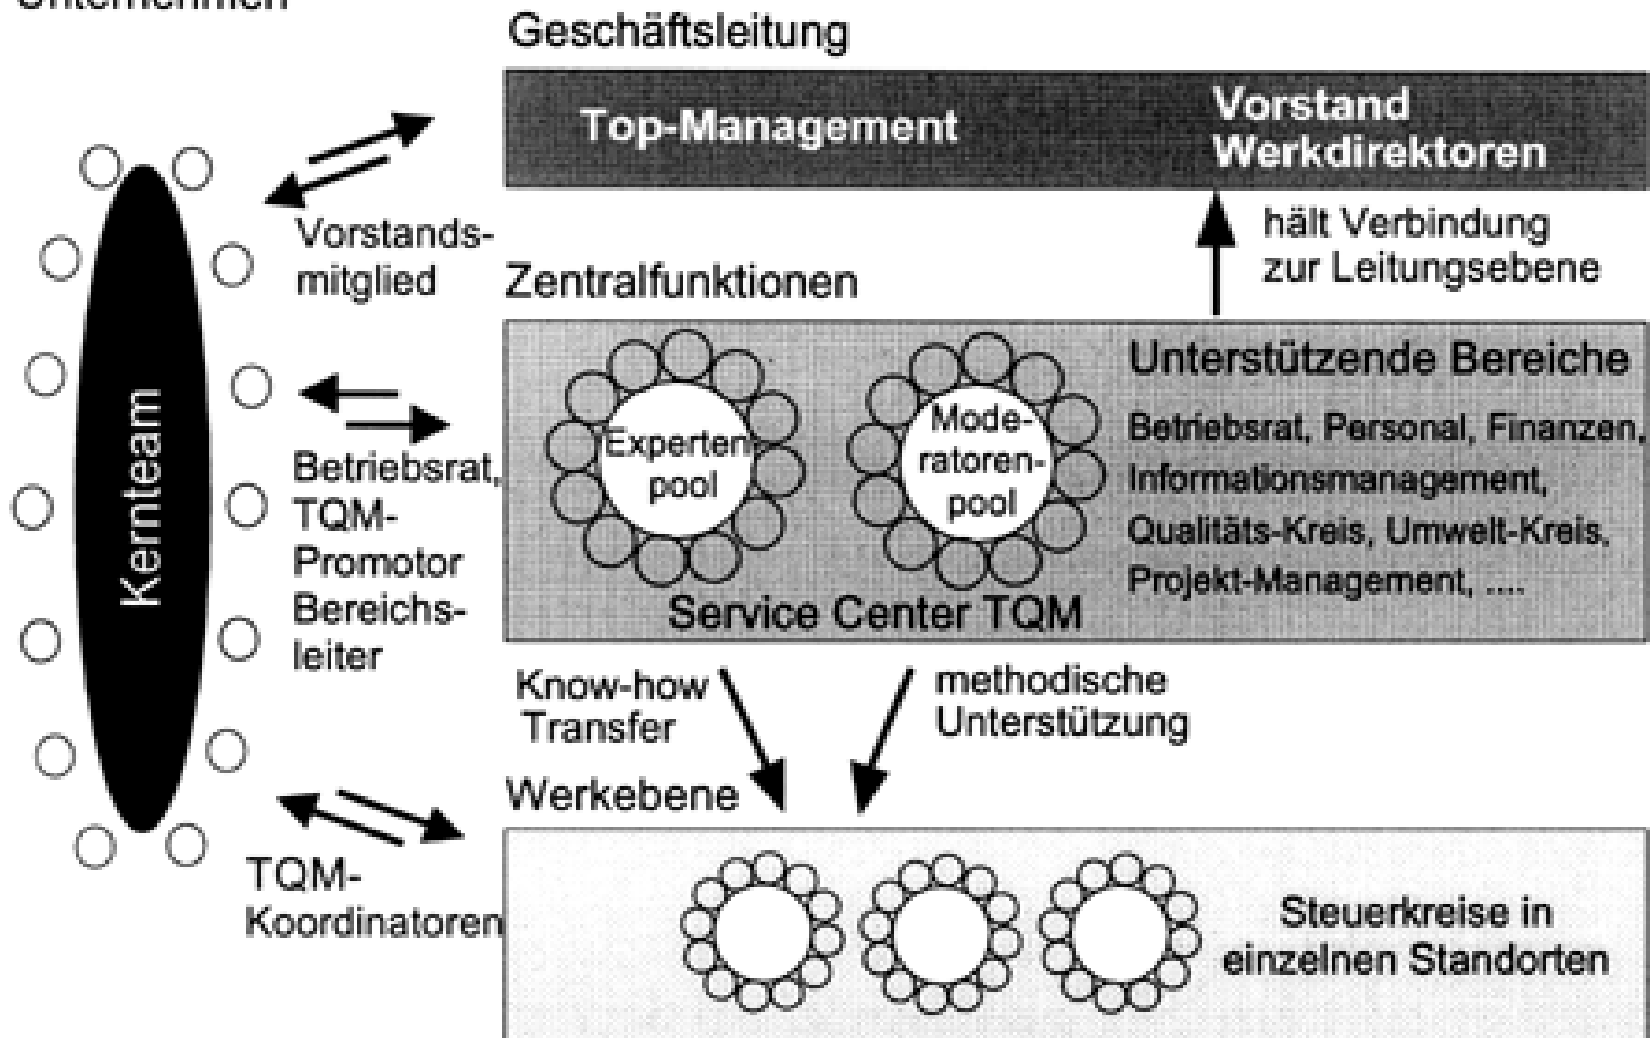 Unternehmen
Geschäftsleitung
Top-Management
Vorstand
Werkdirektoren
hält Verbindung
zur Leitungsebene
Vorstands-
mitglied
Zentralfunktionen
Kernteam
Betriebsrat,
TQM-
Promotor
Bereichs-
leiter
Experten
pool
Mode-
ratoren-
pool
Unterstützende Bereiche
Betriebsrat, Personal, Finanzen,
Informationsmanagement,
Qualitäts-Kreis, Umwelt-Kreis,
Projekt-Management, ....
Service Center TQM
Know-how
Transfer
methodische
Unterstützung
Werkebene
TQM-
Koordinatoren
Steuerkreise in
einzelnen Standorten